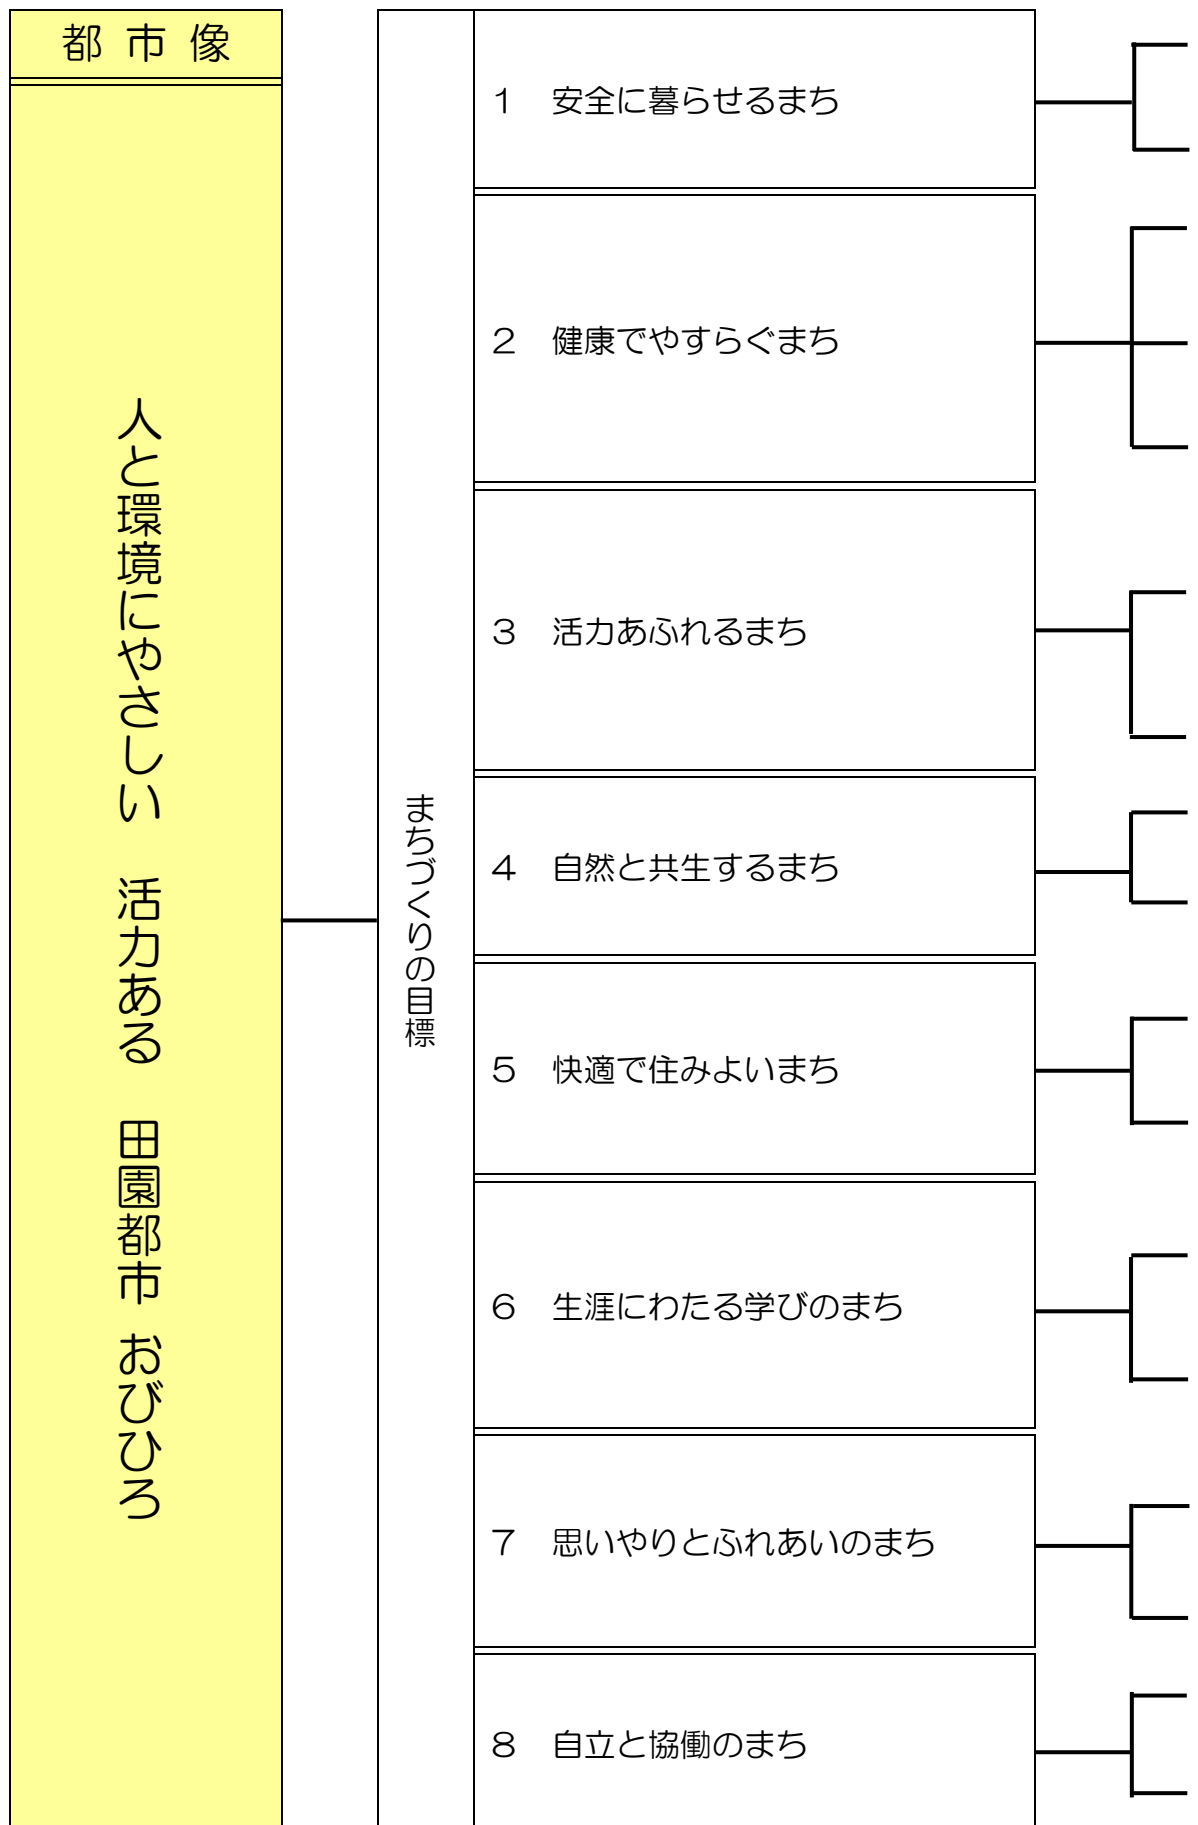 都 市 像
人と環境にやさしい　活力ある　田園都市 おびひろ
まちづくりの目標
１　安全に暮らせるまち
２　健康でやすらぐまち
３　活力あふれるまち
４　自然と共生するまち
５　快適で住みよいまち
６　生涯にわたる学びのまち
７　思いやりとふれあいのまち
８　自立と協働のまち